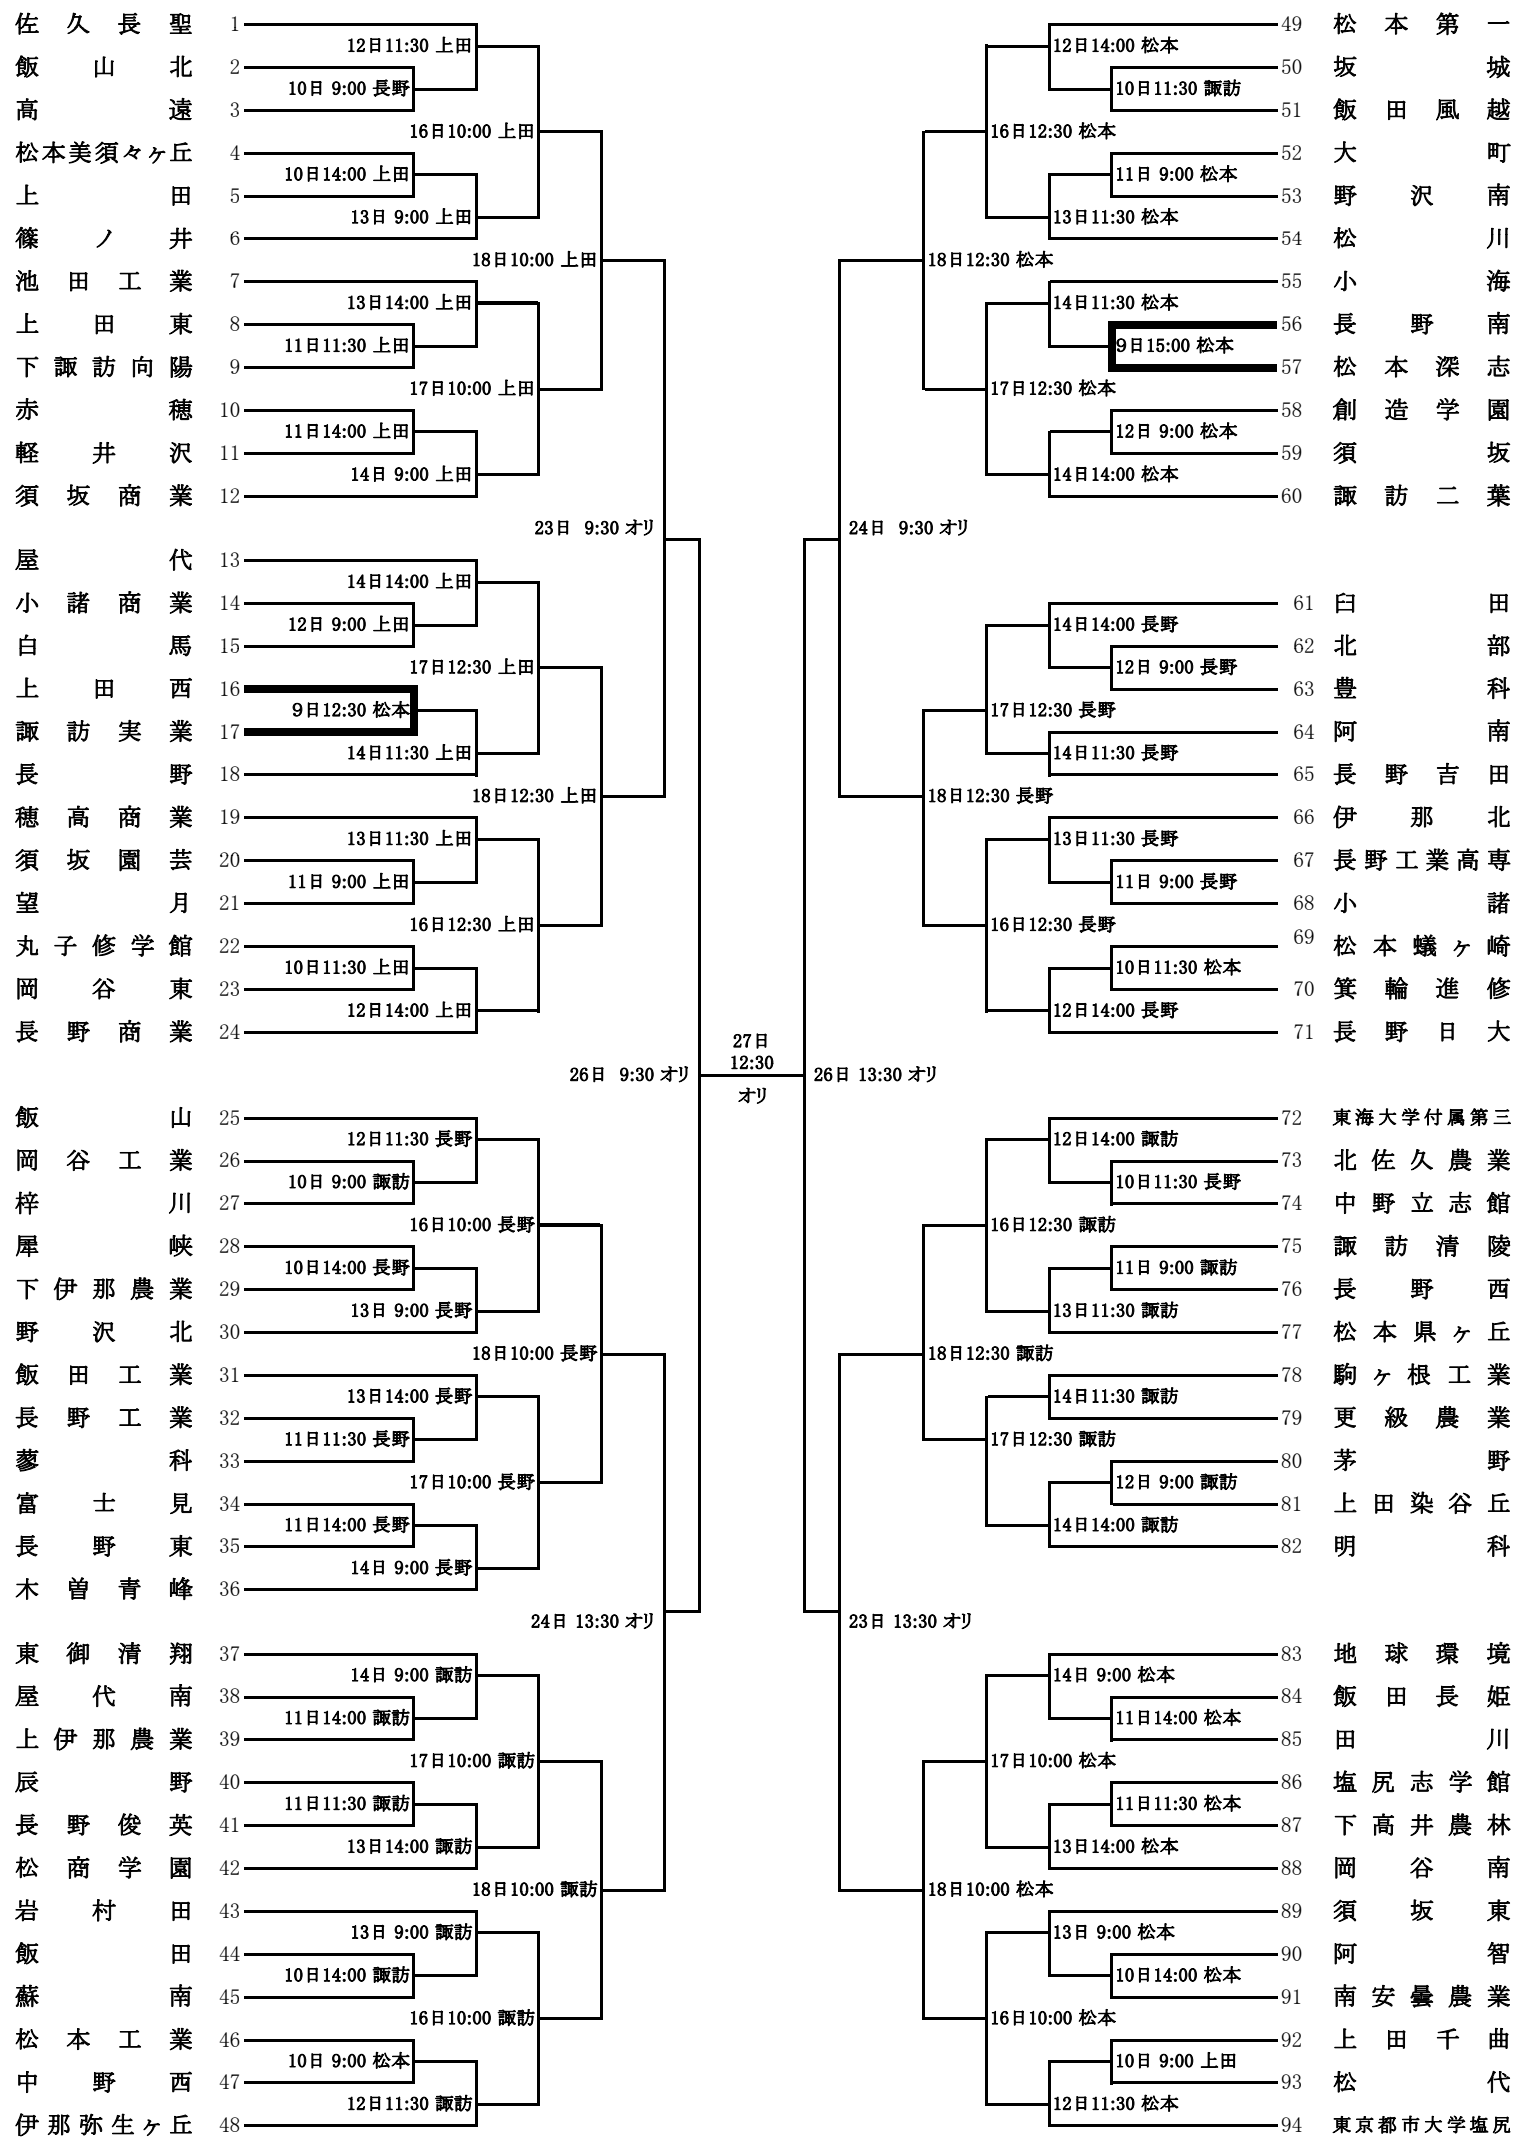 佐久長聖 1
12日11:30 上田
飯山北 2
10日 9:00 長野
高遠 3
16日10:00 上田
松本美須々ヶ丘 4
10日14:00 上田
上田 5
13日 9:00 上田
篠ノ井 6
18日10:00 上田
池田工業 7
13日14:00 上田
上田東 8
11日11:30 上田
下諏訪向陽 9
17日10:00 上田
赤穂 10
11日14:00 上田
軽井沢 11
14日 9:00 上田
須坂商業 12
23日 9:30 オリ
屋代 13
14日14:00 上田
小諸商業 14
12日 9:00 上田
白馬 15
17日12:30 上田
上田西 16
9日12:30 松本
諏訪実業 17
14日11:30 上田
長野 18
18日12:30 上田
穂高商業 19
13日11:30 上田
須坂園芸 20
11日 9:00 上田
望月 21
16日12:30 上田
丸子修学館 22
10日11:30 上田
岡谷東 23
12日14:00 上田
長野商業 24
26日 9:30 オリ
飯山 25
12日11:30 長野
岡谷工業 26
10日 9:00 諏訪
梓川 27
16日10:00 長野
犀峡 28
10日14:00 長野
下伊那農業 29
13日 9:00 長野
野沢北 30
18日10:00 長野
飯田工業 31
13日14:00 長野
長野工業 32
11日11:30 長野
蓼科 33
17日10:00 長野
富士見 34
11日14:00 長野
長野東 35
14日 9:00 長野
木曽青峰 36
24日 13:30 オリ
東御清翔 37
14日 9:00 諏訪
屋代南 38
11日14:00 諏訪
上伊那農業 39
17日10:00 諏訪
辰野 40
11日11:30 諏訪
長野俊英 41
13日14:00 諏訪
松商学園 42
18日10:00 諏訪
岩村田 43
13日 9:00 諏訪
飯田 44
10日14:00 諏訪
蘇南 45
16日10:00 諏訪
松本工業 46
10日 9:00 松本
中野西 47
12日11:30 諏訪
伊那弥生ヶ丘 48
27日
12:30
オリ
49 松本第一
12日14:00 松本
50 坂城
10日11:30 諏訪
51 飯田風越
16日12:30 松本
52 大町
11日 9:00 松本
53 野沢南
13日11:30 松本
54 松川
18日12:30 松本
55 小海
14日11:30 松本
56 長野南
9日15:00 松本
57 松本深志
17日12:30 松本
58 創造学園
12日 9:00 松本
59 須坂
14日14:00 松本
60 諏訪二葉
24日 9:30 オリ
61 臼田
14日14:00 長野
62 北部
12日 9:00 長野
63 豊科
17日12:30 長野
64 阿南
14日11:30 長野
65 長野吉田
18日12:30 長野
66 伊那北
13日11:30 長野
67 長野工業高専
11日 9:00 長野
68 小諸
16日12:30 長野
69 松本蟻ヶ崎
10日11:30 松本
70 箕輪進修
12日14:00 長野
71 長野日大
26日 13:30 オリ
72 東海大学付属第三
12日14:00 諏訪
73 北佐久農業
10日11:30 長野
74 中野立志館
16日12:30 諏訪
75 諏訪清陵
11日 9:00 諏訪
76 長野西
13日11:30 諏訪
77 松本県ヶ丘
18日12:30 諏訪
78 駒ヶ根工業
14日11:30 諏訪
79 更級農業
17日12:30 諏訪
80 茅野
12日 9:00 諏訪
81 上田染谷丘
14日14:00 諏訪
82 明科
23日 13:30 オリ
83 地球環境
14日 9:00 松本
84 飯田長姫
11日14:00 松本
85 田川
17日10:00 松本
86 塩尻志学館
11日11:30 松本
87 下高井農林
13日14:00 松本
88 岡谷南
18日10:00 松本
89 須坂東
13日 9:00 松本
90 阿智
10日14:00 松本
91 南安曇農業
16日10:00 松本
92 上田千曲
10日 9:00 上田
93 松代
12日11:30 松本
94 東京都市大学塩尻